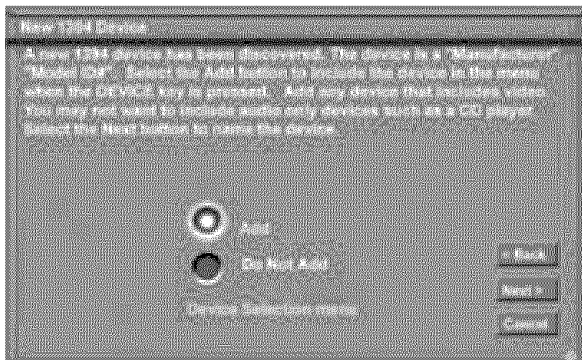 New 1394 Device
A new 1394 device has been discovered. The device is a "Manufacturer"
"Model ID#". Select the Add button to include the device in the menu
when the DEVICE key is pressed. Add any device that includes video.
You may not want to include audio only devices such as a CD player.
Select the Next button to name the device.
Add
Do Not Add
Device Selection menu
< Back
Next >
Cancel